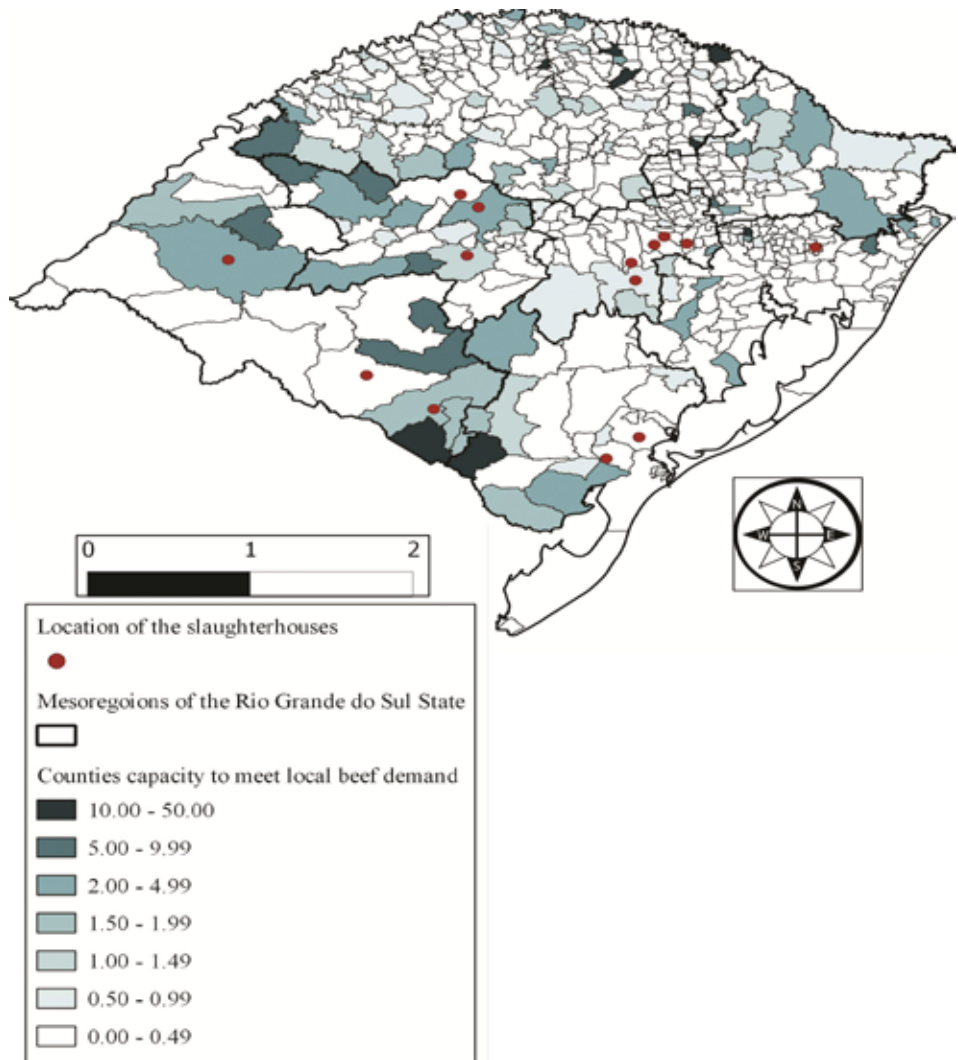 N
W E
S
0 1 2
Location of the slaughterhouses
Mesoregoions of the Rio Grande do Sul State
Counties capacity to meet local beef demand
10.00 - 50.00
5.00 - 9.99
2.00 - 4.99
1.50 - 1.99
1.00 - 1.49
0.50 - 0.99
0.00 - 0.49